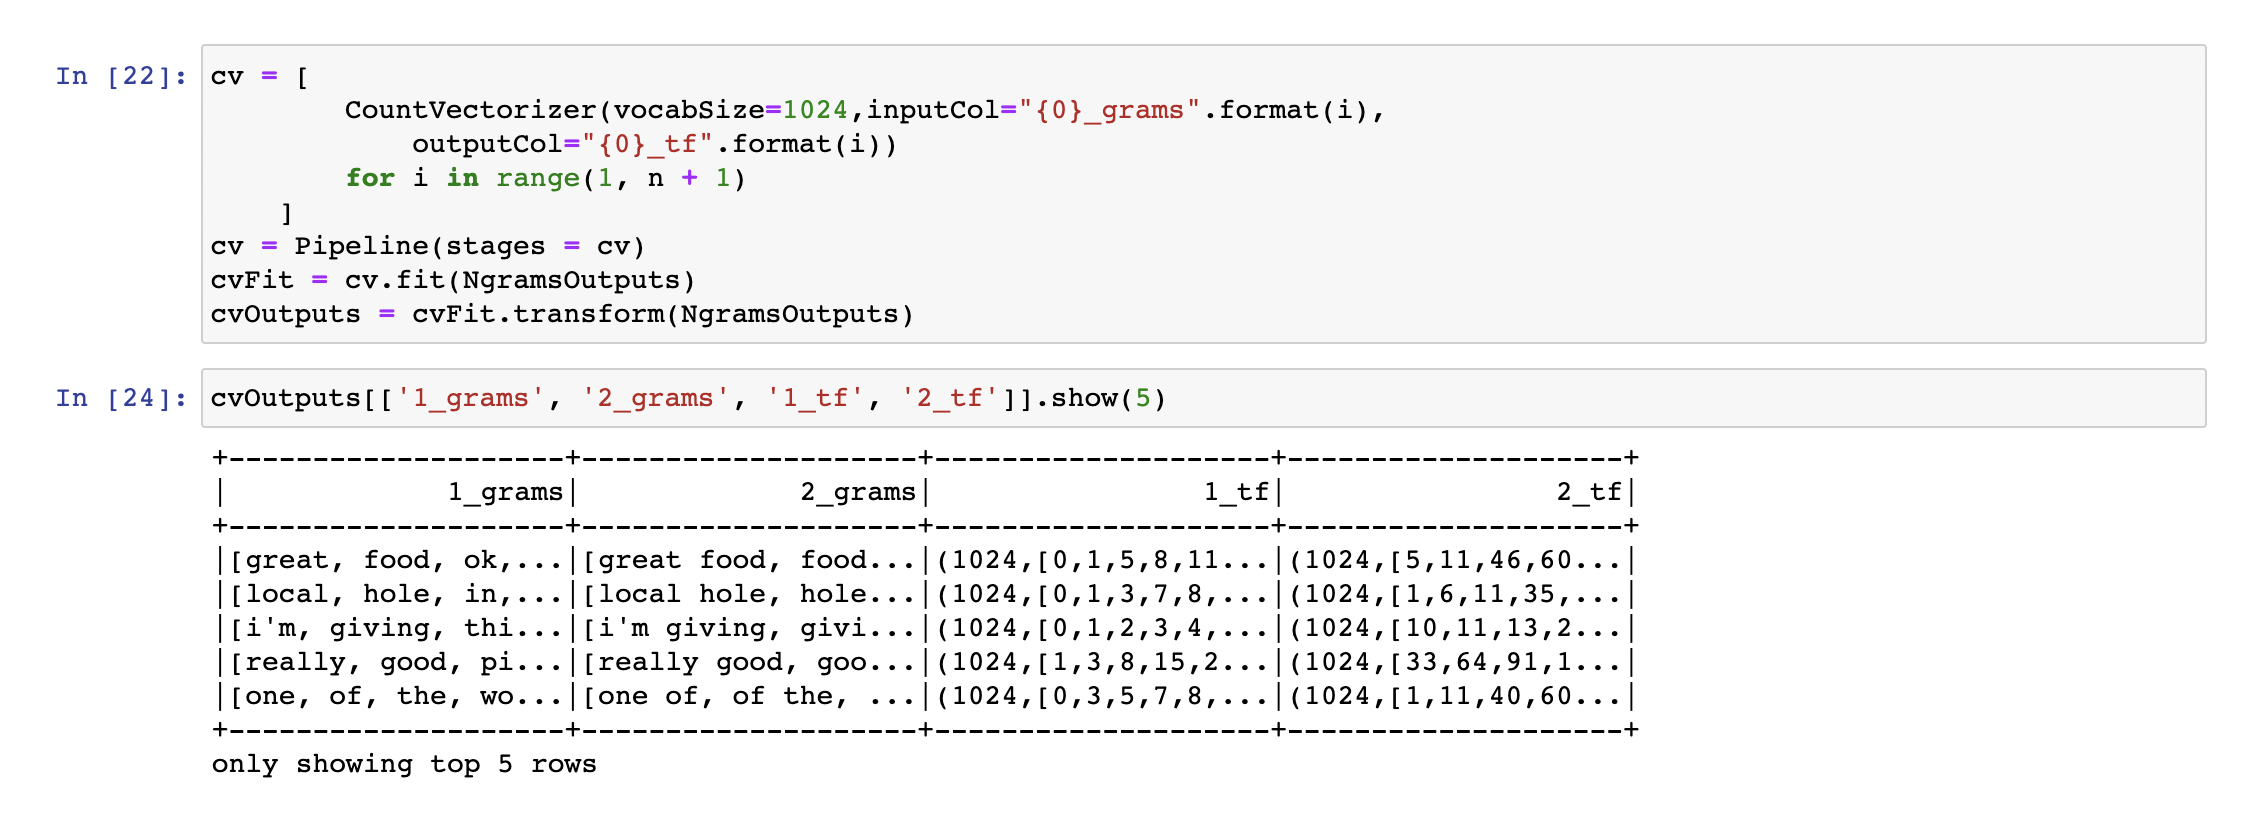 In [22]: cv = [
        CountVectorizer(vocabSize=1024,inputCol="{0}_grams".format(i),
            outputCol="{0}_tf".format(i))
        for i in range(1, n + 1)
    ]
cv = Pipeline(stages = cv)
cvFit = cv.fit(NgramsOutputs)
cvOutputs = cvFit.transform(NgramsOutputs)
In [24]: cvOutputs[['1_grams', '2_grams', '1_tf', '2_tf']].show(5)
+--------------------+--------------------+--------------------+--------------------+
|             1_grams|             2_grams|                1_tf|                2_tf|
+--------------------+--------------------+--------------------+--------------------+
|[great, food, ok,...|[great food, food...|(1024,[0,1,5,8,11...|(1024,[5,11,46,60...|
|[local, hole, in,...|[local hole, hole...|(1024,[0,1,3,7,8,...|(1024,[1,6,11,35,...|
|[i'm, giving, thi...|[i'm giving, givi...|(1024,[0,1,2,3,4,...|(1024,[10,11,13,2...|
|[really, good, pi...|[really good, goo...|(1024,[1,3,8,15,2...|(1024,[33,64,91,1...|
|[one, of, the, wo...|[one of, of the, ...|(1024,[0,3,5,7,8,...|(1024,[1,11,40,60...|
+--------------------+--------------------+--------------------+--------------------+
only showing top 5 rows